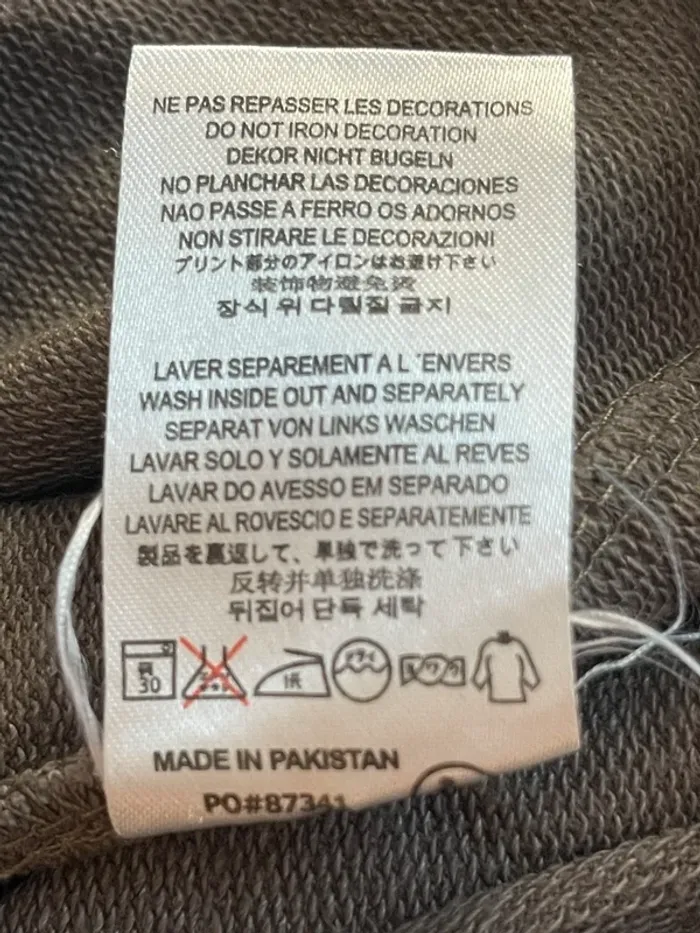 NE PAS REPASSER LES DECORATIONS
DO NOT IRON DECORATION
DEKOR NICHT BUGELN
NO PLANCHAR LAS DECORACIONES
NAO PASSE A FERRO OS ADORNOS
NON STIRARE LE DECORAZIONI
プリント部分のアイロンはお避け下さい
装饰物避免烫
장식 위 다릴질 금지
LAVER SEPAREMENT A L ´ENVERS
WASH INSIDE OUT AND SEPARATELY
SEPARAT VON LINKS WASCHEN
LAVAR SOLO Y SOLAMENTE AL REVES
LAVAR DO AVESSO EM SEPARADO
LAVARE AL ROVESCIO E SEPARATEMENTE
製品を裏返して、単独で洗って下さい
反转并单独洗涤
뒤집어 단독 세탁
30
MADE IN PAKISTAN
PO#87341